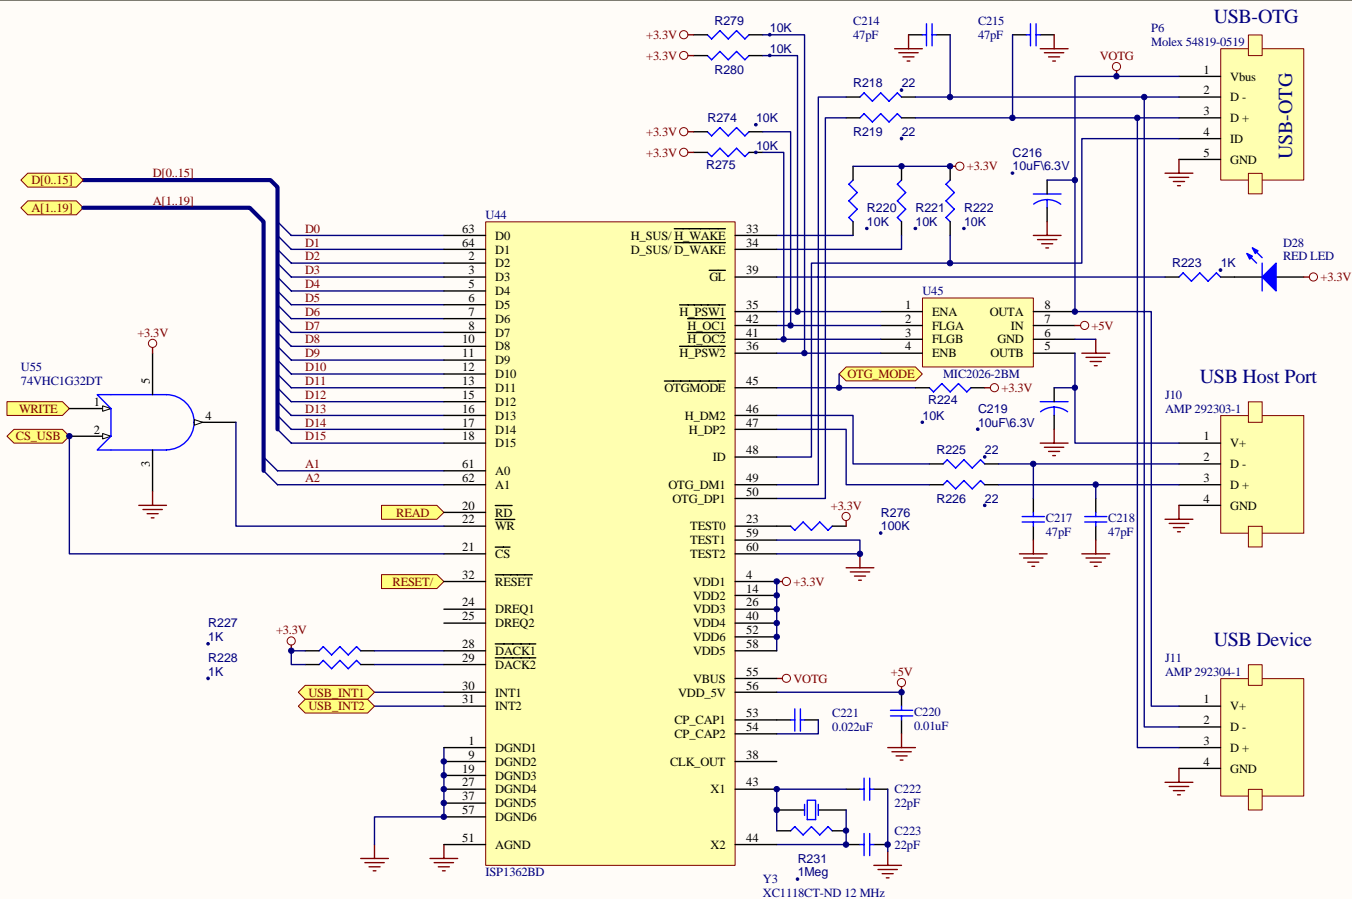 USB-OTG
P6
Molex 54819-0519
VOTG
1 Vbus
2 D -
3 D +
4 ID
5 GND
USB-OTG
R279
+3.3V 10K
+3.3V 10K
R280
C214
47pF
C215
47pF
R218 22
R219 22
R274
+3.3V 10K
+3.3V 10K
R275
+3.3V
C216
10uF\6.3V
R220
10K
R221
10K
R222
10K
D[0..15] D[0..15]
A[1..19] A[1..19]
U44
D0 63 D0
D1 64 D1
D2 2 D2
D3 3 D3
D4 5 D4
D5 6 D5
D6 7 D6
D7 8 D7
D8 10 D8
D9 11 D9
D10 12 D10
D11 13 D11
D12 15 D12
D13 16 D13
D14 17 D14
D15 18 D15
A1 61 A0
A2 62 A1
READ 20 RD
22 WR
21 CS
RESET/ 32 RESET
24 DREQ1
25 DREQ2
28 DACK1
29 DACK2
USB_INT1 30 INT1
USB_INT2 31 INT2
1 DGND1
9 DGND2
19 DGND3
27 DGND4
37 DGND5
57 DGND6
51 AGND
ISP1362BD
+3.3V
U55
74VHC1G32DT
5
WRITE 1
CS_USB 2
4
3
R227
1K
R228
1K
+3.3V
H_SUS/ H_WAKE 33
D_SUS/ D_WAKE 34
GL 39
H_PSW1 35
H_OC1 42
H_OC2 41
H_PSW2 36
OTGMODE 45
H_DM2 46
H_DP2 47
ID 48
OTG_DM1 49
OTG_DP1 50
TEST0 23
TEST1 59
TEST2 60
VDD1 4 +3.3V
VDD2 14
VDD3 26
VDD4 40
VDD6 52
VDD5 58
VBUS 55 VOTG
VDD_5V 56
CP_CAP1 53
CP_CAP2 54
CLK_OUT 38
X1 43
X2 44
D28
RED LED
R223 1K
+3.3V
U45
1 ENA OUTA 8
2 FLGA IN 7 +5V
3 FLGB GND 6
4 ENB OUTB 5
MIC2026-2BM
OTG_MODE
+3.3V
R224
10K
C219
10uF\6.3V
USB Host Port
J10
AMP 292303-1
1 V+
2 D -
3 D +
4 GND
R225 22
R226 22
C217
47pF
C218
47pF
+3.3V
R276
100K
+5V
C221
0.022uF
C220
0.01uF
C222
22pF
C223
22pF
R231
1Meg
Y3
XC1118CT-ND 12 MHz
USB Device
J11
AMP 292304-1
1 V+
2 D -
3 D +
4 GND